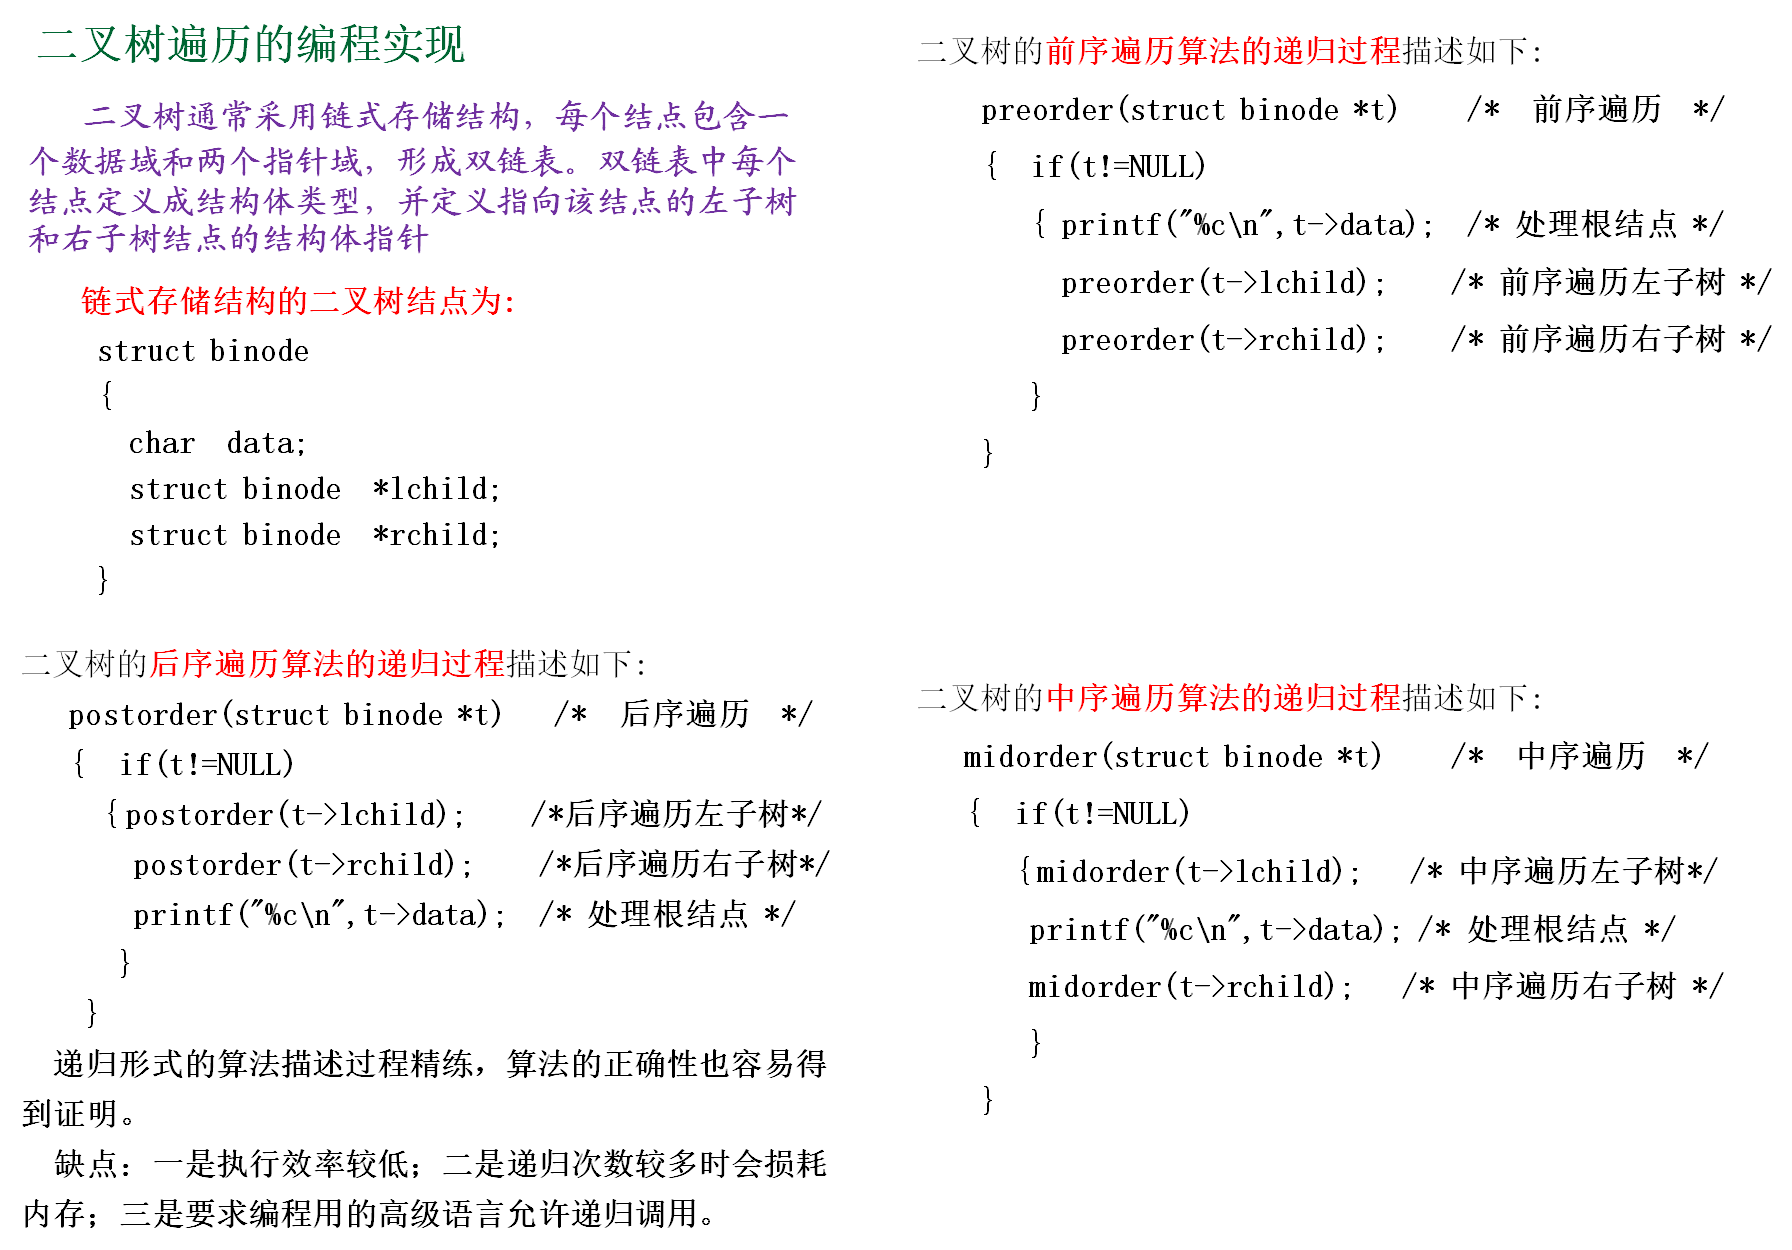 二叉树遍历的编程实现
二叉树通常采用链式存储结构，每个结点包含一
个数据域和两个指针域，形成双链表。双链表中每个
结点定义成结构体类型，并定义指向该结点的左子树
和右子树结点的结构体指针
链式存储结构的二叉树结点为：
struct binode
{
char data;
struct binode *lchild;
struct binode *rchild;
}
二叉树的前序遍历算法的递归过程描述如下：
preorder(struct binode *t) /* 前序遍历 */
{ if(t!=NULL)
{ printf("%c\n",t->data); /* 处理根结点 */
preorder(t->lchild); /* 前序遍历左子树 */
preorder(t->rchild); /* 前序遍历右子树 */
}
}
二叉树的后序遍历算法的递归过程描述如下：
postorder(struct binode *t) /* 后序遍历 */
{ if(t!=NULL)
{postorder(t->lchild); /*后序遍历左子树*/
postorder(t->rchild); /*后序遍历右子树*/
printf("%c\n",t->data); /* 处理根结点 */
}
}
递归形式的算法描述过程精练，算法的正确性也容易得
到证明。
缺点：一是执行效率较低；二是递归次数较多时会损耗
内存；三是要求编程用的高级语言允许递归调用。
二叉树的中序遍历算法的递归过程描述如下：
midorder(struct binode *t) /* 中序遍历 */
{ if(t!=NULL)
{midorder(t->lchild); /* 中序遍历左子树*/
printf("%c\n",t->data); /* 处理根结点 */
midorder(t->rchild); /* 中序遍历右子树 */
}
}